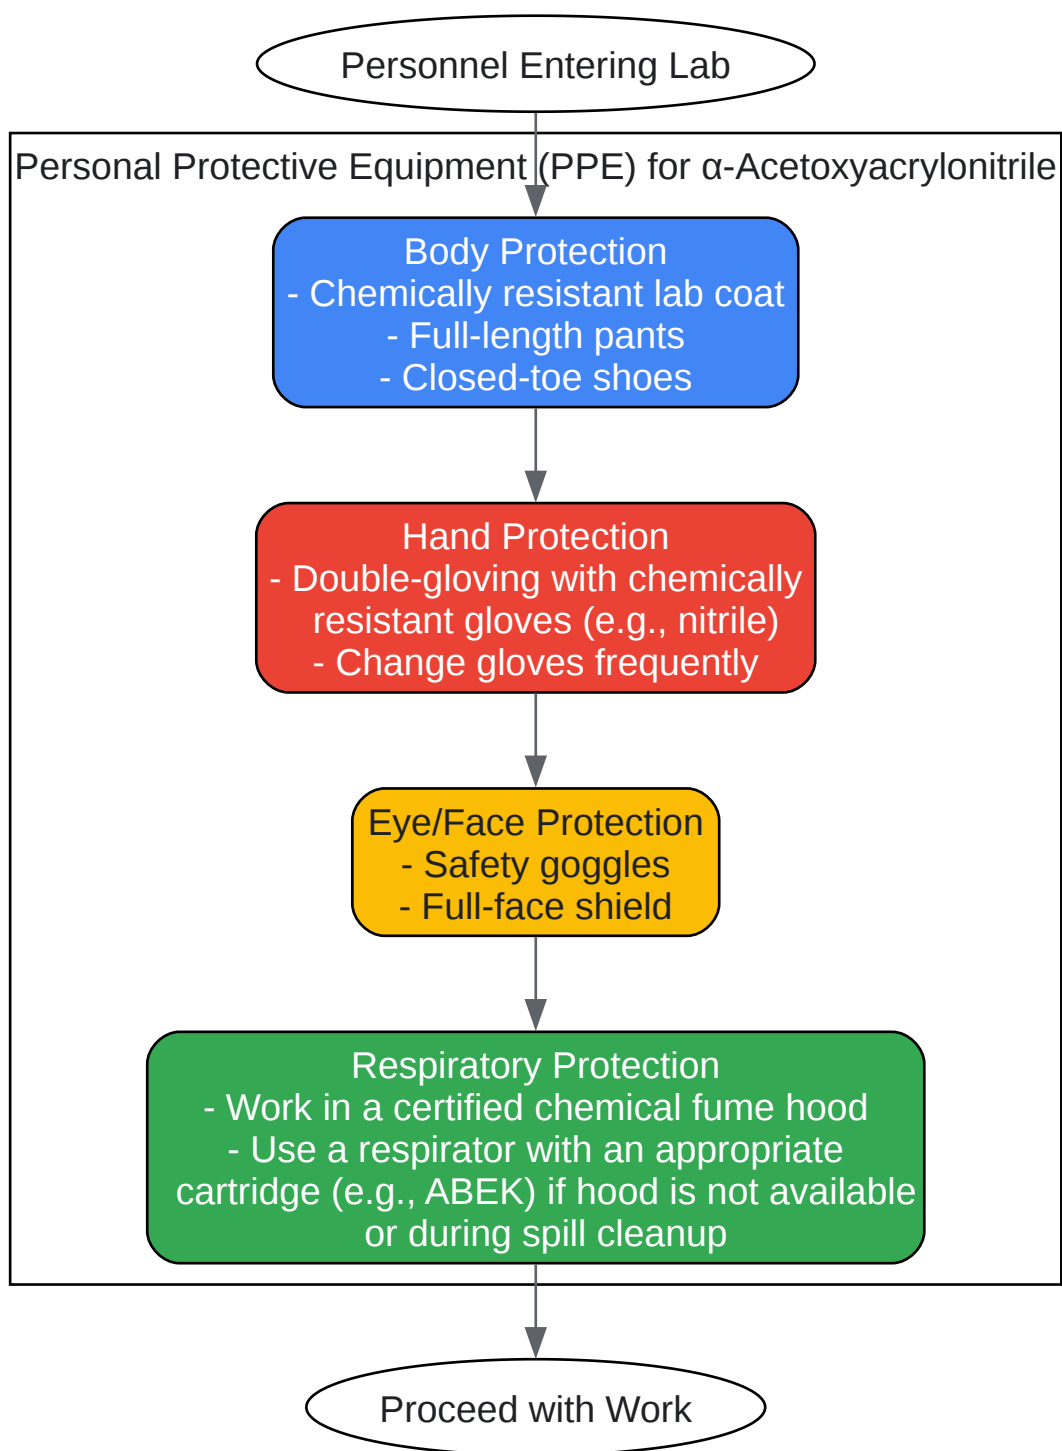 Personnel Entering Lab
Personal Protective Equipment (PPE) for α-Acetoxyacrylonitrile
Body Protection
- Chemically resistant lab coat
- Full-length pants
- Closed-toe shoes
Hand Protection
- Double-gloving with chemically
resistant gloves (e.g., nitrile)
- Change gloves frequently
Eye/Face Protection
- Safety goggles
- Full-face shield
Respiratory Protection
- Work in a certified chemical fume hood
- Use a respirator with an appropriate
cartridge (e.g., ABEK) if hood is not available
or during spill cleanup
Proceed with Work